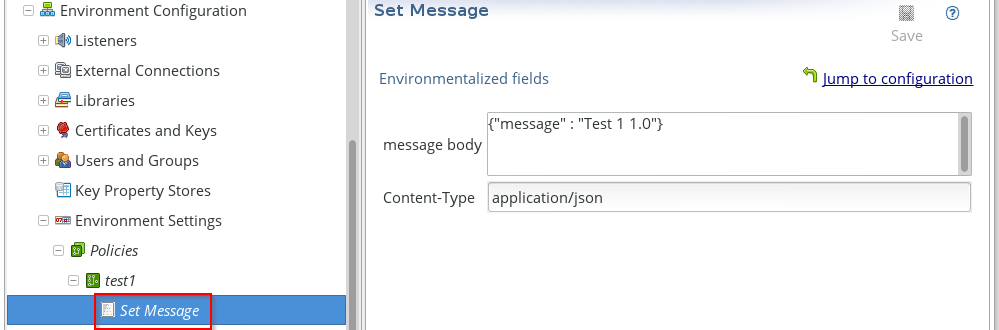 Environment Configuration
Listeners
External Connections
Libraries
Certificates and Keys
Users and Groups
Key Property Stores
Environment Settings
Policies
test1
Set Message
Set Message
Save
Environmentalized fields
Jump to configuration
message body
{"message" : "Test 1 1.0"}
Content-Type
application/json